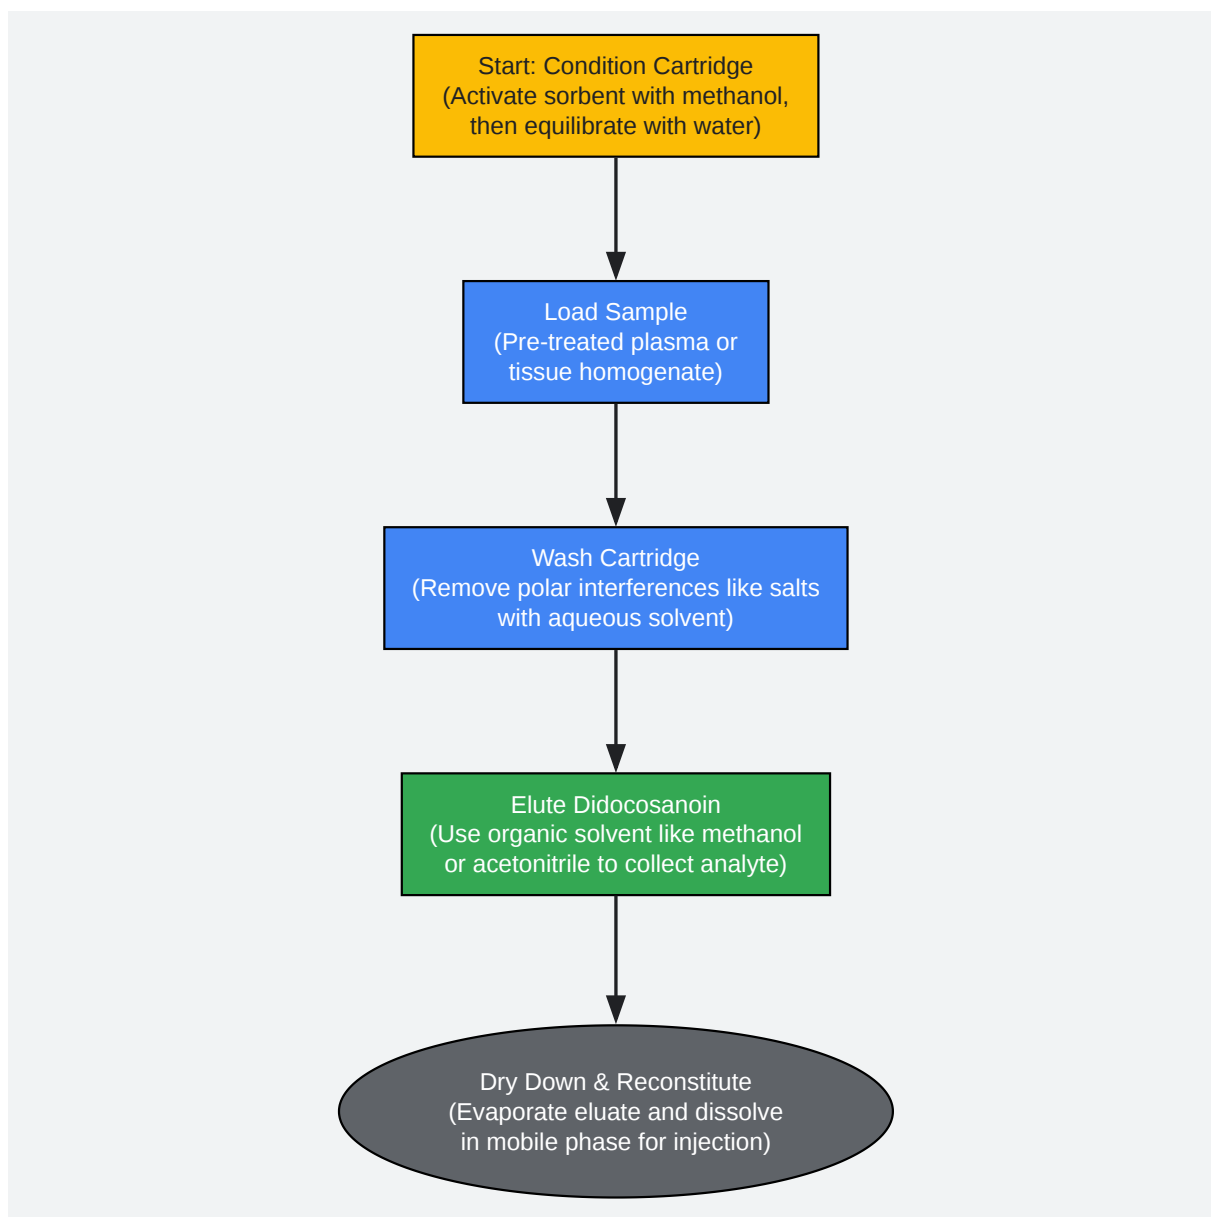 Start: Condition Cartridge
(Activate sorbent with methanol,
then equilibrate with water)
Load Sample
(Pre-treated plasma or
tissue homogenate)
Wash Cartridge
(Remove polar interferences like salts
with aqueous solvent)
Elute Didocosanoin
(Use organic solvent like methanol
or acetonitrile to collect analyte)
Dry Down & Reconstitute
(Evaporate eluate and dissolve
in mobile phase for injection)